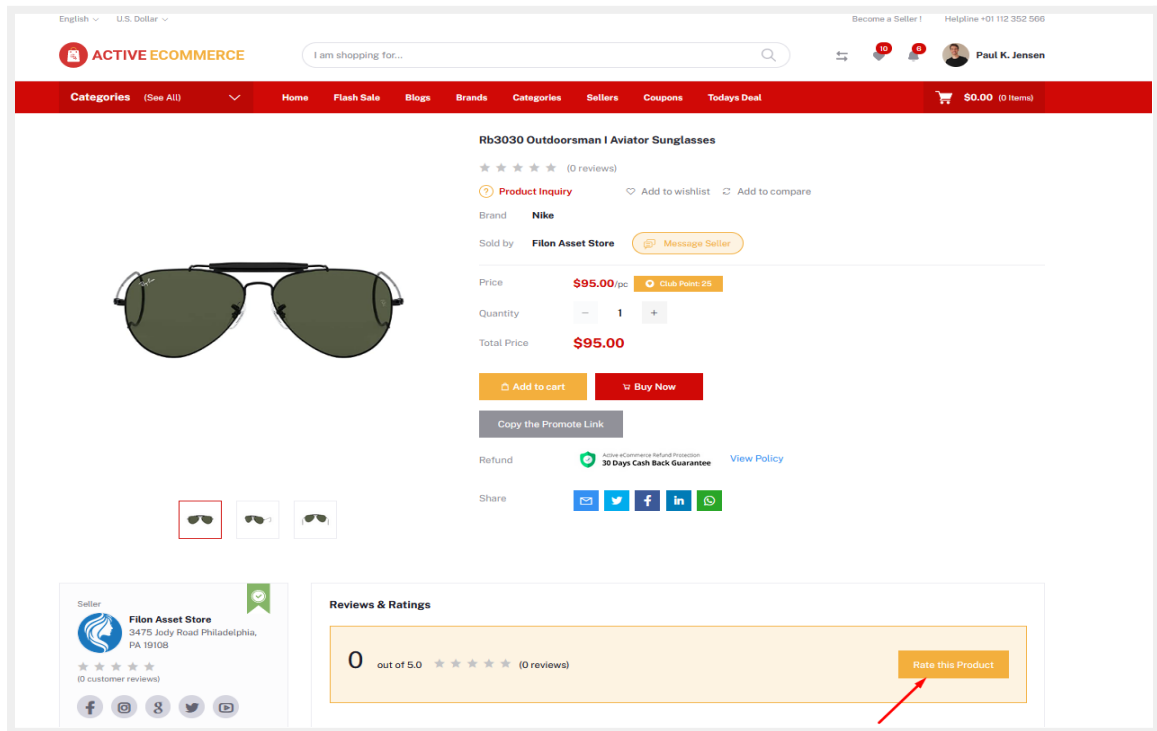 English U.S. Dollar Become a Seller ! Helpline +01 112 352 566
ACTIVE ECOMMERCE I am shopping for... 10 6 Paul K. Jensen
Categories (See All) Home Flash Sale Blogs Brands Categories Sellers Coupons Todays Deal $0.00 (0 Items)
Rb3030 Outdoorsman I Aviator Sunglasses
(0 reviews)
? Product Inquiry Add to wishlist Add to compare
Brand Nike
Sold by Filon Asset Store Message Seller
Price $95.00/pc Club Point: 25
Quantity − 1 +
Total Price $95.00
Add to cart Buy Now
Copy the Promote Link
Refund Active eCommerce Refund Protection
30 Days Cash Back Guarantee View Policy
Share
Seller
Filon Asset Store
3475 Jody Road Philadelphia,
PA 19108
(0 customer reviews)
Reviews & Ratings
0 out of 5.0 (0 reviews)
Rate this Product